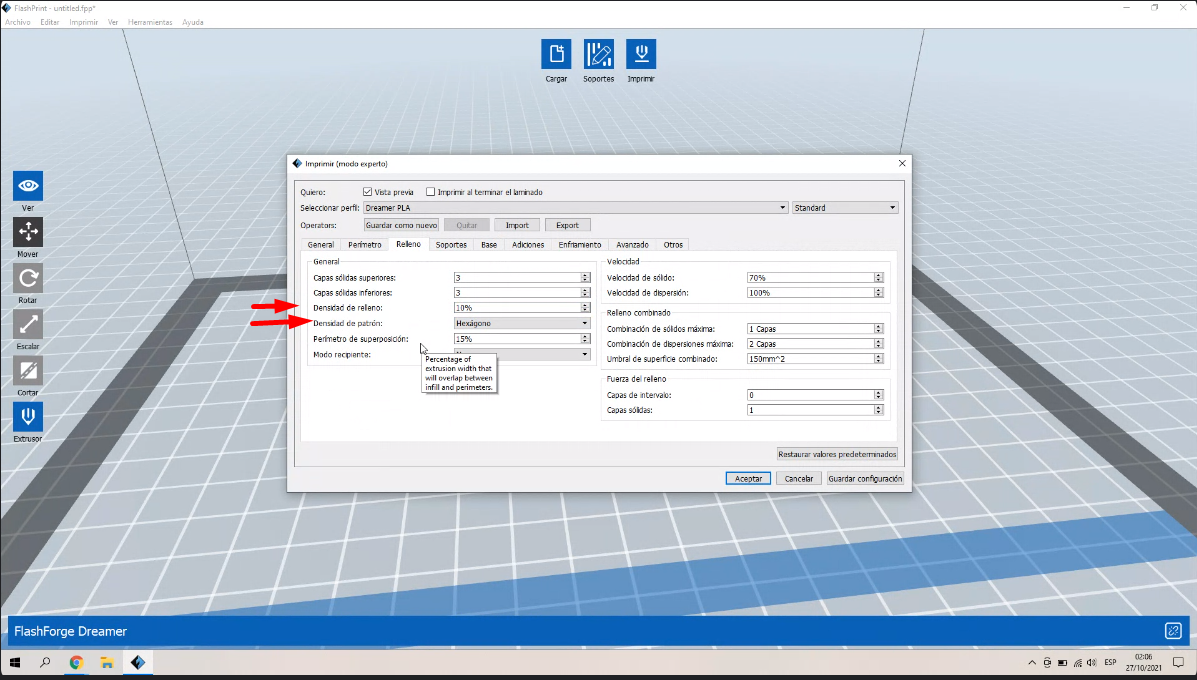 FlashPrint - untitled.fpp*
Archivo Editar Imprimir Ver Herramientas Ayuda
Cargar Soportes Imprimir
Ver
Mover
Rotar
Escalar
Cortar
Extrusor
Imprimir (modo experto)
Quiero: Vista previa Imprimir al terminar el laminado
Seleccionar perfil: Dreamer PLA Standard
Operators: Guardar como nuevo Quitar Import Export
General Perímetro Relleno Soportes Base Adiciones Enfriamiento Avanzado Otros
General
Capas sólidas superiores: 3
Capas sólidas inferiores: 3
Densidad de relleno: 10%
Densidad de patrón: Hexágono
Perímetro de superposición: 15%
Modo recipiente:
Percentage of
extrusion width that
will overlap between
infill and perimeters.
Velocidad
Velocidad de sólido: 70%
Velocidad de dispersión: 100%
Relleno combinado
Combinación de sólidos máxima: 1 Capas
Combinación de dispersiones máxima: 2 Capas
Umbral de superficie combinado: 150mm^2
Fuerza del relleno
Capas de intervalo: 0
Capas sólidas: 1
Restaurar valores predeterminados
Aceptar Cancelar Guardar configuración
FlashForge Dreamer
ESP
02:06
27/10/2021